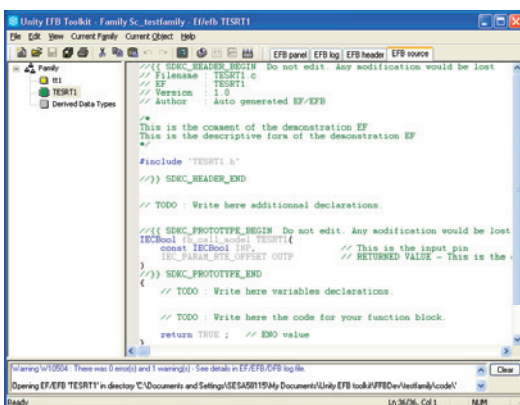 Unity EFB Toolkit - Family Sc_testfamily - Ef/efb TESRT1
File Edit View Current Family Current Object Help
EFB panel EFB log EFB header EFB source
Family
tt1
TESRT1
Derived Data Types
//{{ SDKC_HEADER_BEGIN Do not edit. Any modification would be lost
// Filename : TESRT1.c
// EF : TESRT1
// Version : 1.0
// Author : Auto generated EF/EFB
/*
This is the comment of the demonstration EF
This is the descriptive form of the demonstration EF
*/
#include "TESRT1.h"
//}} SDKC_HEADER_END
// TODO : Write here additionnal declarations.
//{{ SDKC_PROTOTYPE_BEGIN Do not edit. Any modification would be lost
IECBool fb_call_model TESRT1(
const IECBool INP, // This is the input pin
IEC_PARAM_RTE_OFFSET OUTP // RETURNED VALUE - This is the
)
//}} SDKC_PROTOTYPE_END
{
// TODO : Write here variables declarations.
// TODO : Write here the code for your function block.
return TRUE ; // ENO value
}
Warning W10504 : There was 0 error(s) and 1 warning(s) - See details in EF/EFB/DFB log file.
Clear
Opening EF/EFB 'TESRT1' in directory 'C:\Documents and Settings\SESA50115\My Documents\Unity EFB toolkit\FFBDev\testfamily\code\'
Ready Ln 36/36, Col 1 NUM